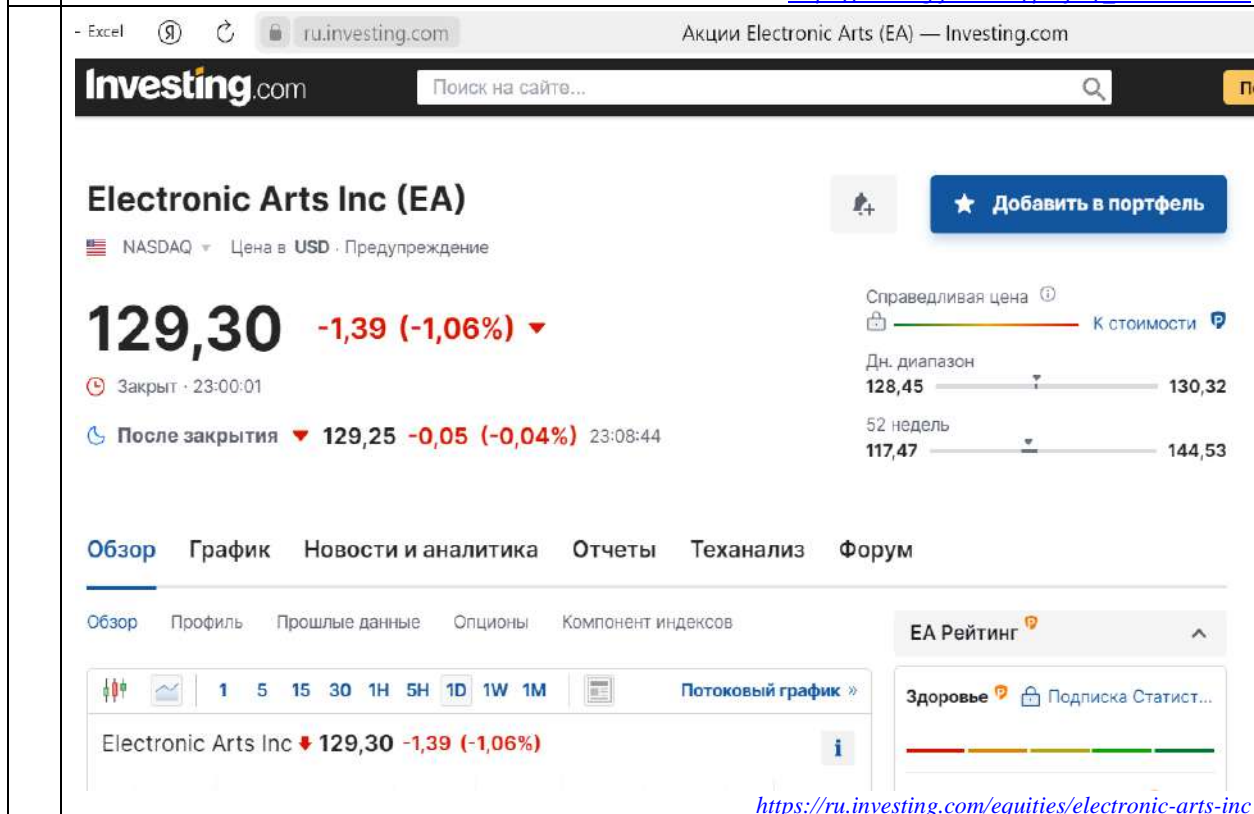 - Excel Я ru.investing.com Акции Electronic Arts (EA) — Investing.com
Investing.com Поиск на сайте...
Electronic Arts Inc (EA)
Добавить в портфель
NASDAQ Цена в USD · Предупреждение
Справедливая цена
129,30 -1,39 (-1,06%)
К стоимости
Дн. диапазон
Закрыт · 23:00:01
128,45 130,32
После закрытия 129,25 -0,05 (-0,04%) 23:08:44
52 недель
117,47 144,53
Обзор График Новости и аналитика Отчеты Теханализ Форум
Обзор Профиль Прошлые данные Опционы Компонент индексов
EA Рейтинг
1 5 15 30 1H 5H 1D 1W 1M Потоковый график »
Здоровье Подписка Статист...
Electronic Arts Inc 129,30 -1,39 (-1,06%) i
https://ru.investing.com/equities/electronic-arts-inc